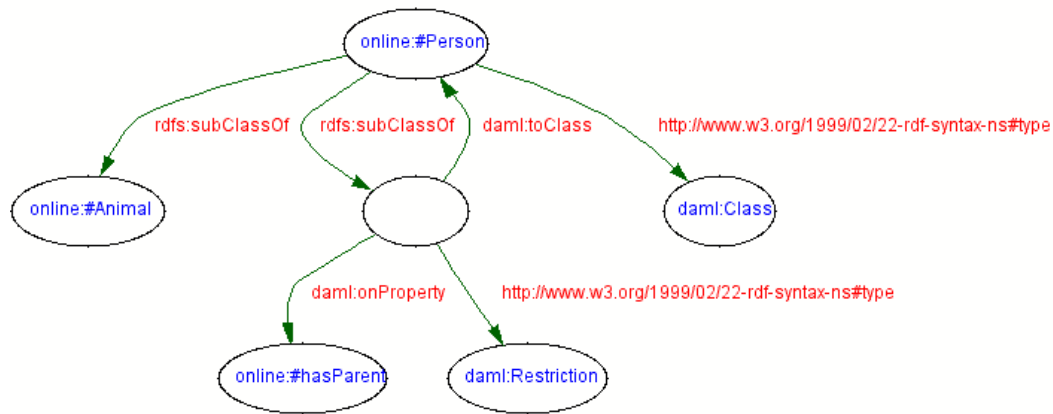 online:#Person
rdfs:subClassOf
rdfs:subClassOf
daml:toClass
http://www.w3.org/1999/02/22-rdf-syntax-ns#type
online:#Animal
daml:Class
daml:onProperty
http://www.w3.org/1999/02/22-rdf-syntax-ns#type
online:#hasParent
daml:Restriction